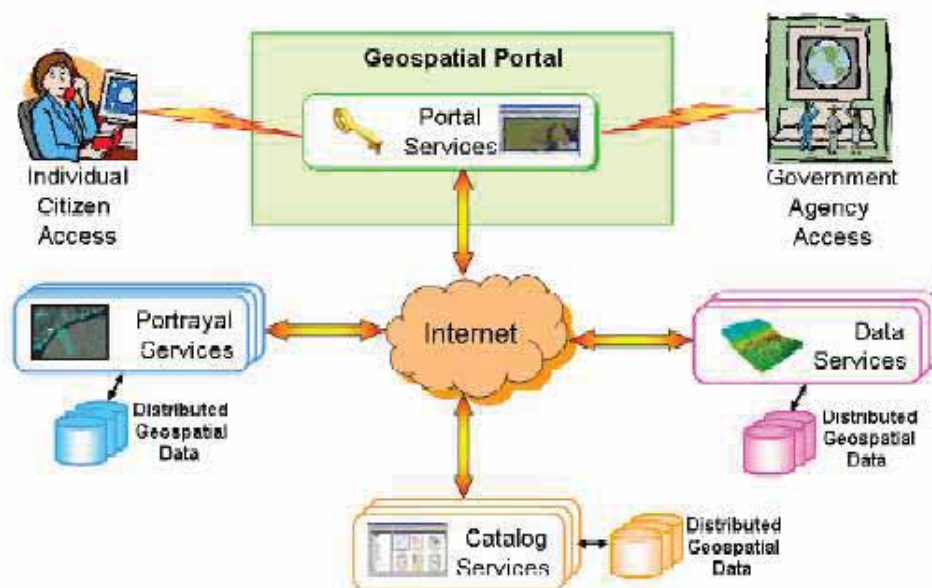 Geospatial Portal
Portal
Services
Individual
Citizen
Access
Government
Agency
Access
Portrayal
Services
Internet
Data
Services
Distributed
Geospatial
Data
Distributed
Geospatial
Data
Catalog
Services
Distributed
Geospatial
Data